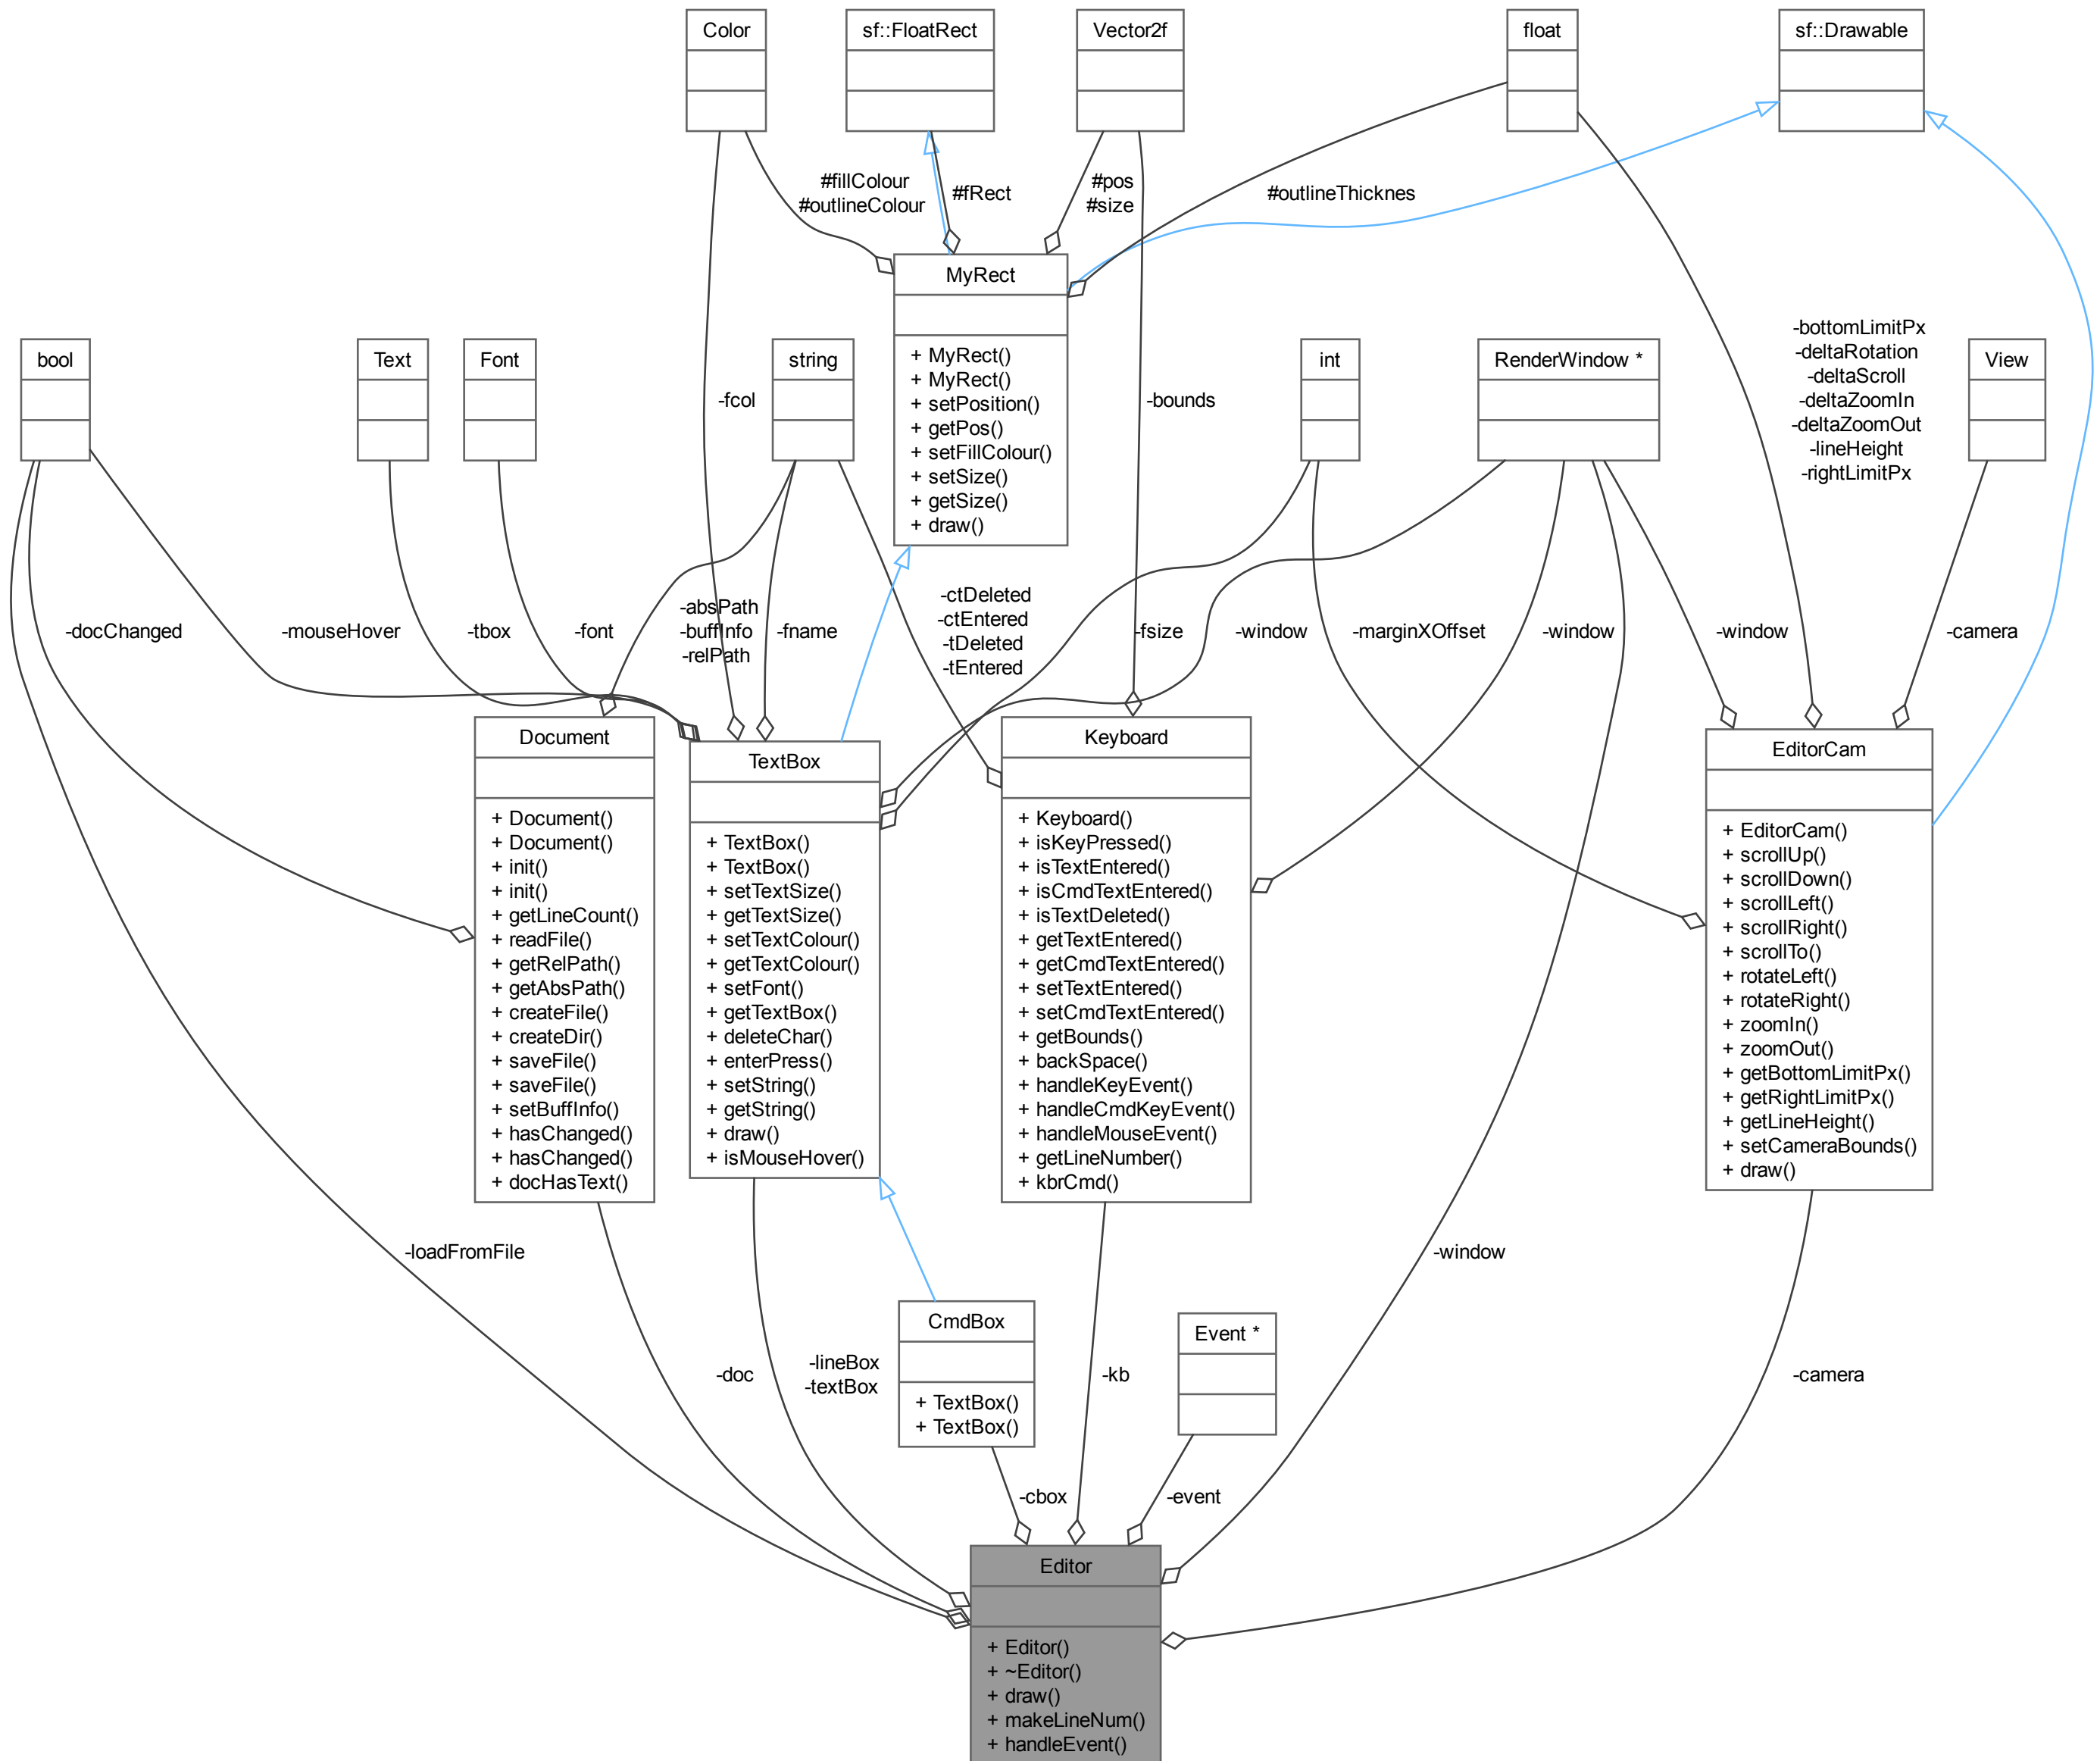 Color
sf::FloatRect
Vector2f
float
sf::Drawable
#fillColour
#outlineColour
#fRect
#pos
#size
#outlineThicknes
MyRect
+ MyRect()
+ MyRect()
+ setPosition()
+ getPos()
+ setFillColour()
+ setSize()
+ getSize()
+ draw()
bool
Text
Font
string
int
RenderWindow *
View
-fcol
-bounds
-bottomLimitPx
-deltaRotation
-deltaScroll
-deltaZoomIn
-deltaZoomOut
-lineHeight
-rightLimitPx
-docChanged
-mouseHover
-tbox
-font
-absPath
-buffInfo
-relPath
-fname
-ctDeleted
-ctEntered
-tDeleted
-tEntered
-fsize
-window
-marginXOffset
-window
-window
-camera
Document
+ Document()
+ Document()
+ init()
+ init()
+ getLineCount()
+ readFile()
+ getRelPath()
+ getAbsPath()
+ createFile()
+ createDir()
+ saveFile()
+ saveFile()
+ setBuffInfo()
+ hasChanged()
+ hasChanged()
+ docHasText()
TextBox
+ TextBox()
+ TextBox()
+ setTextSize()
+ getTextSize()
+ setTextColour()
+ getTextColour()
+ setFont()
+ getTextBox()
+ deleteChar()
+ enterPress()
+ setString()
+ getString()
+ draw()
+ isMouseHover()
Keyboard
+ Keyboard()
+ isKeyPressed()
+ isTextEntered()
+ isCmdTextEntered()
+ isTextDeleted()
+ getTextEntered()
+ getCmdTextEntered()
+ setTextEntered()
+ setCmdTextEntered()
+ getBounds()
+ backSpace()
+ handleKeyEvent()
+ handleCmdKeyEvent()
+ handleMouseEvent()
+ getLineNumber()
+ kbrCmd()
EditorCam
+ EditorCam()
+ scrollUp()
+ scrollDown()
+ scrollLeft()
+ scrollRight()
+ scrollTo()
+ rotateLeft()
+ rotateRight()
+ zoomIn()
+ zoomOut()
+ getBottomLimitPx()
+ getRightLimitPx()
+ getLineHeight()
+ setCameraBounds()
+ draw()
-loadFromFile
-window
CmdBox
+ TextBox()
+ TextBox()
Event *
-doc
-lineBox
-textBox
-kb
-camera
-cbox
-event
Editor
+ Editor()
+ ~Editor()
+ draw()
+ makeLineNum()
+ handleEvent()